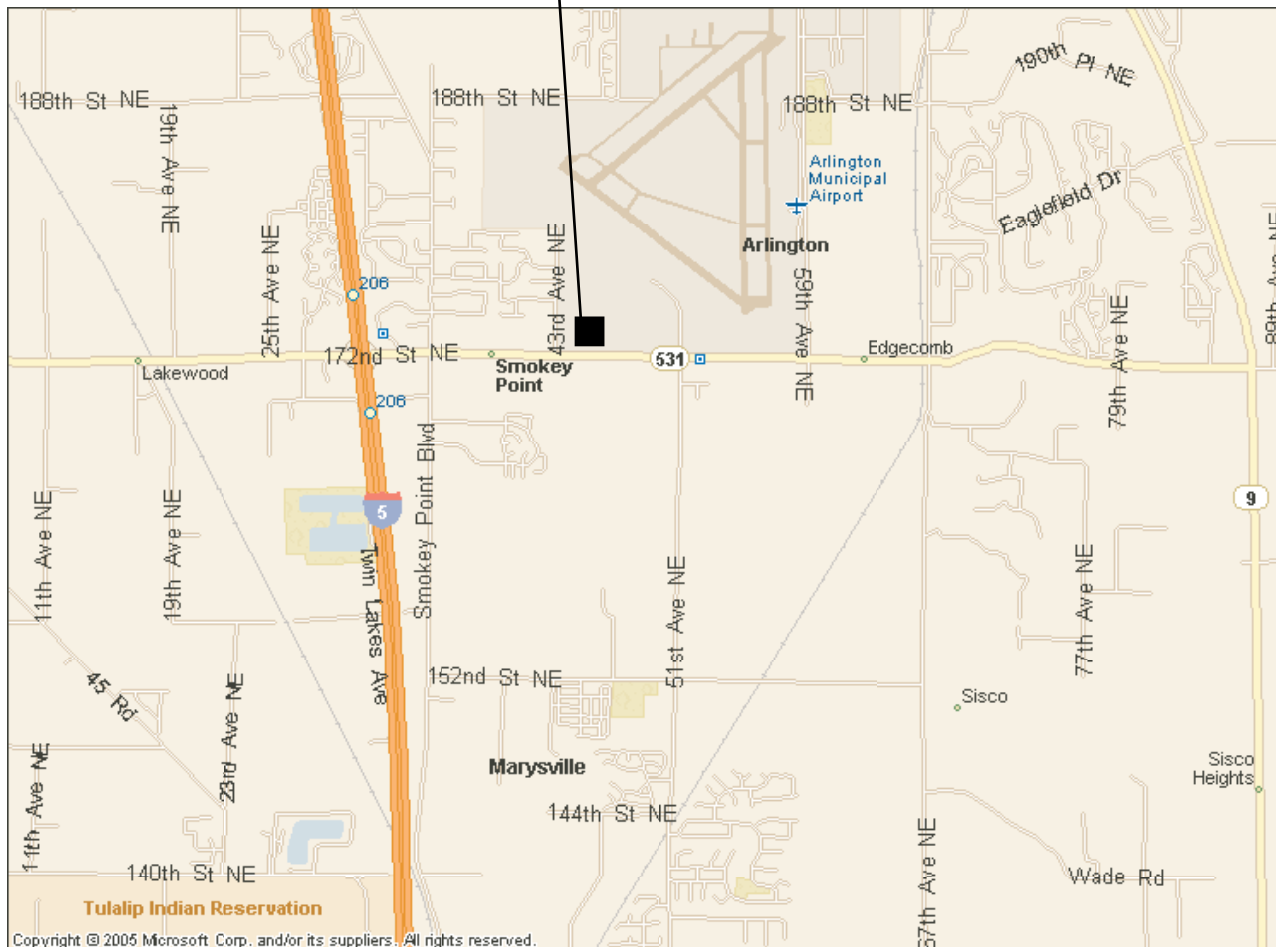 190th Pl NE
188th St NE
188th St NE
188th St NE
19th Ave NE
Arlington
Municipal
Airport
Eaglefield Dr
25th Ave NE
43rd Ave NE
Arlington
59th Ave NE
88th Ave NE
206
79th Ave NE
172nd St NE
531
Edgecomb
Lakewood
Smokey
Point
206
Smokey Point Blvd
11th Ave NE
19th Ave NE
5
9
Twin Lakes Ave
51st Ave NE
77th Ave NE
45 Rd
23rd Ave NE
152nd St NE
Sisco
11th Ave NE
Marysville
Sisco
Heights
144th St NE
67th Ave NE
140th St NE
Wade Rd
Tulalip Indian Reservation
Copyright © 2005 Microsoft Corp. and/or its suppliers. All rights reserved.